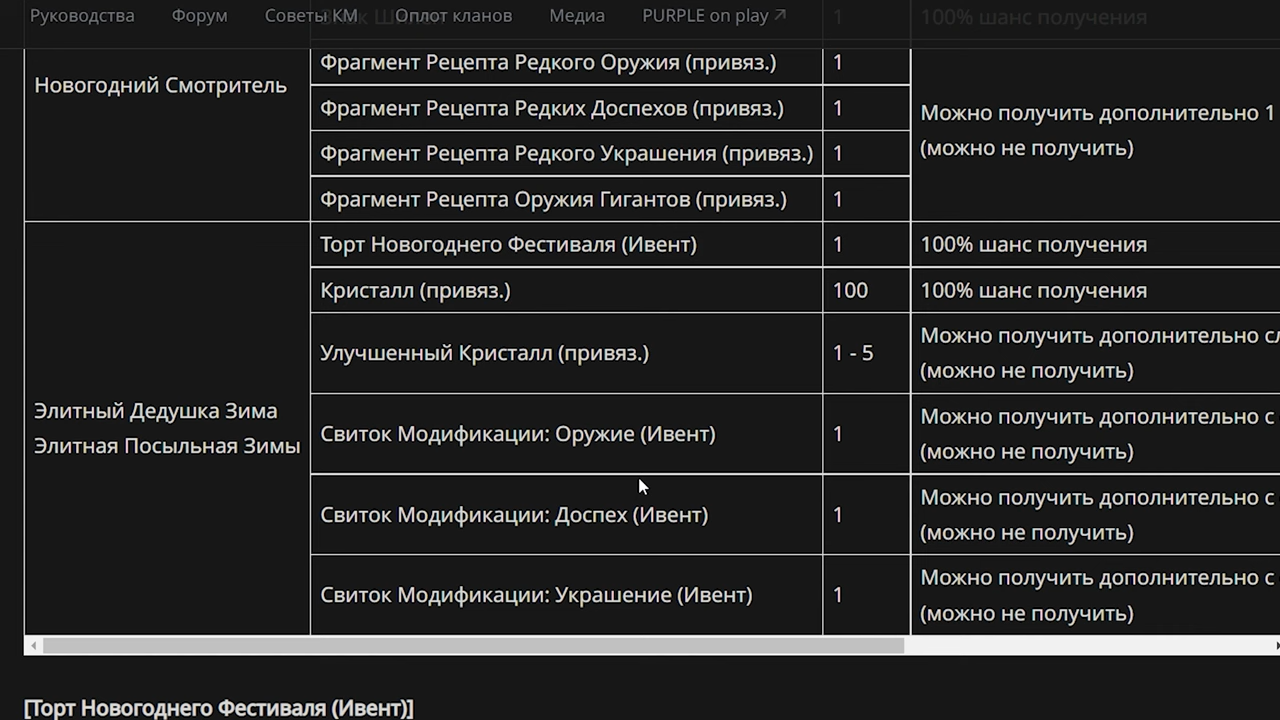 Руководства Форум Советы КМ Оплот кланов Медиа PURPLE on play
1 100% шанс получения
Новогодний Смотритель
Фрагмент Рецепта Редкого Оружия (привяз.) 1
Фрагмент Рецепта Редких Доспехов (привяз.) 1
Фрагмент Рецепта Редкого Украшения (привяз.) 1
Фрагмент Рецепта Оружия Гигантов (привяз.) 1
Можно получить дополнительно 1
(можно не получить)
Элитный Дедушка Зима
Элитная Посыльная Зимы
Торт Новогоднего Фестиваля (Ивент) 1 100% шанс получения
Кристалл (привяз.) 100 100% шанс получения
Улучшенный Кристалл (привяз.) 1 - 5 Можно получить дополнительно
(можно не получить)
Свиток Модификации: Оружие (Ивент) 1 Можно получить дополнительно с
(можно не получить)
Свиток Модификации: Доспех (Ивент) 1 Можно получить дополнительно с
(можно не получить)
Свиток Модификации: Украшение (Ивент) 1 Можно получить дополнительно с
(можно не получить)
[Торт Новогоднего Фестиваля (Ивент)]